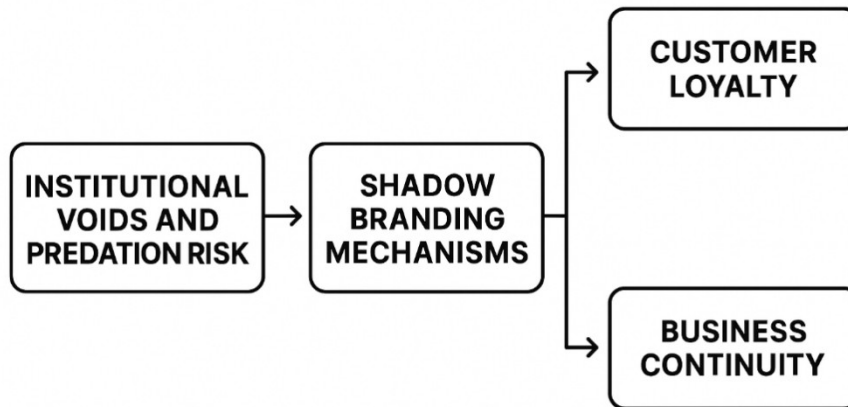 INSTITUTIONAL
VOIDS AND
PREDATION RISK
SHADOW
BRANDING
MECHANISMS
CUSTOMER
LOYALTY
BUSINESS
CONTINUITY